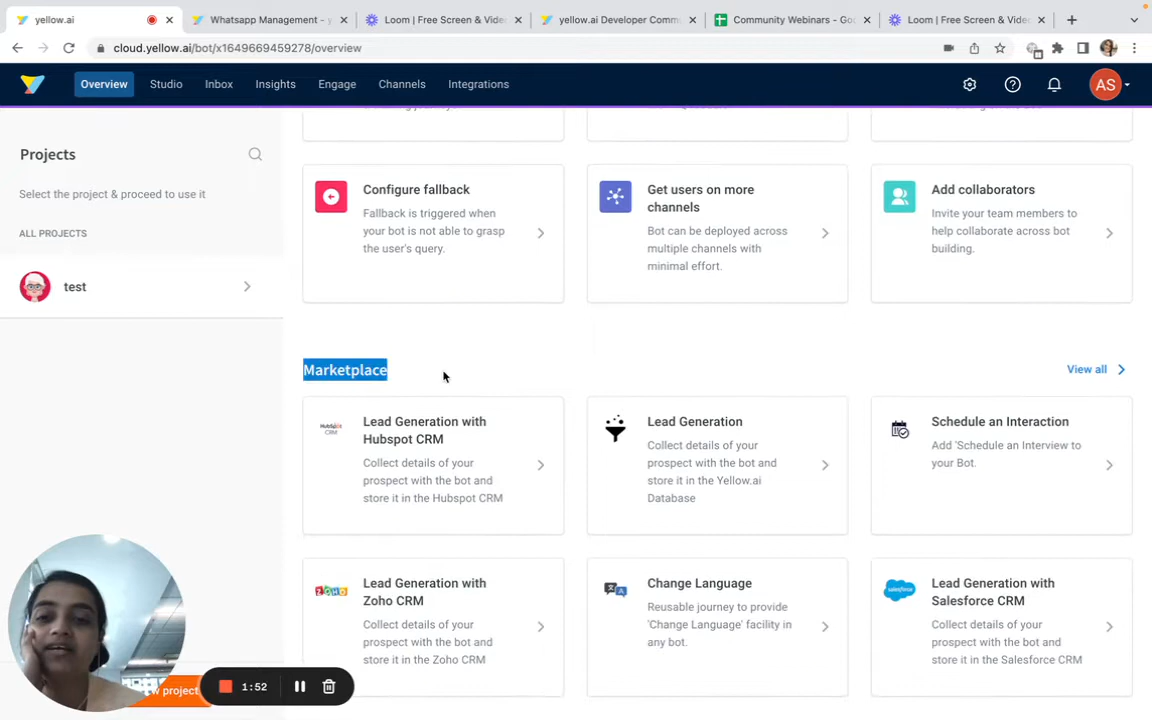 yellow.ai
Whatsapp Management - y
Loom | Free Screen & Vide
yellow.ai Developer Comm
Community Webinars - Go
Loom | Free Screen & Vide
cloud.yellow.ai/bot/x1649669459278/overview
Overview
Studio
Inbox
Insights
Engage
Channels
Integrations
AS
Projects
Select the project & proceed to use it
ALL PROJECTS
test
Configure fallback
Fallback is triggered when
your bot is not able to grasp
the user's query.
Get users on more
channels
Bot can be deployed across
multiple channels with
minimal effort.
Add collaborators
Invite your team members to
help collaborate across bot
building.
Marketplace
View all
HubSpot
CRM
Lead Generation with
Hubspot CRM
Collect details of your
prospect with the bot and
store it in the Hubspot CRM
Lead Generation
Collect details of your
prospect with the bot and
store it in the Yellow.ai
Database
Schedule an Interaction
Add 'Schedule an Interview to
your Bot.
ZOHO
Lead Generation with
Zoho CRM
Collect details of your
prospect with the bot and
store it in the Zoho CRM
Change Language
Reusable journey to provide
'Change Language' facility in
any bot.
salesforce
Lead Generation with
Salesforce CRM
Collect details of your
prospect with the bot and
store it in the Salesforce CRM
w project
1:52